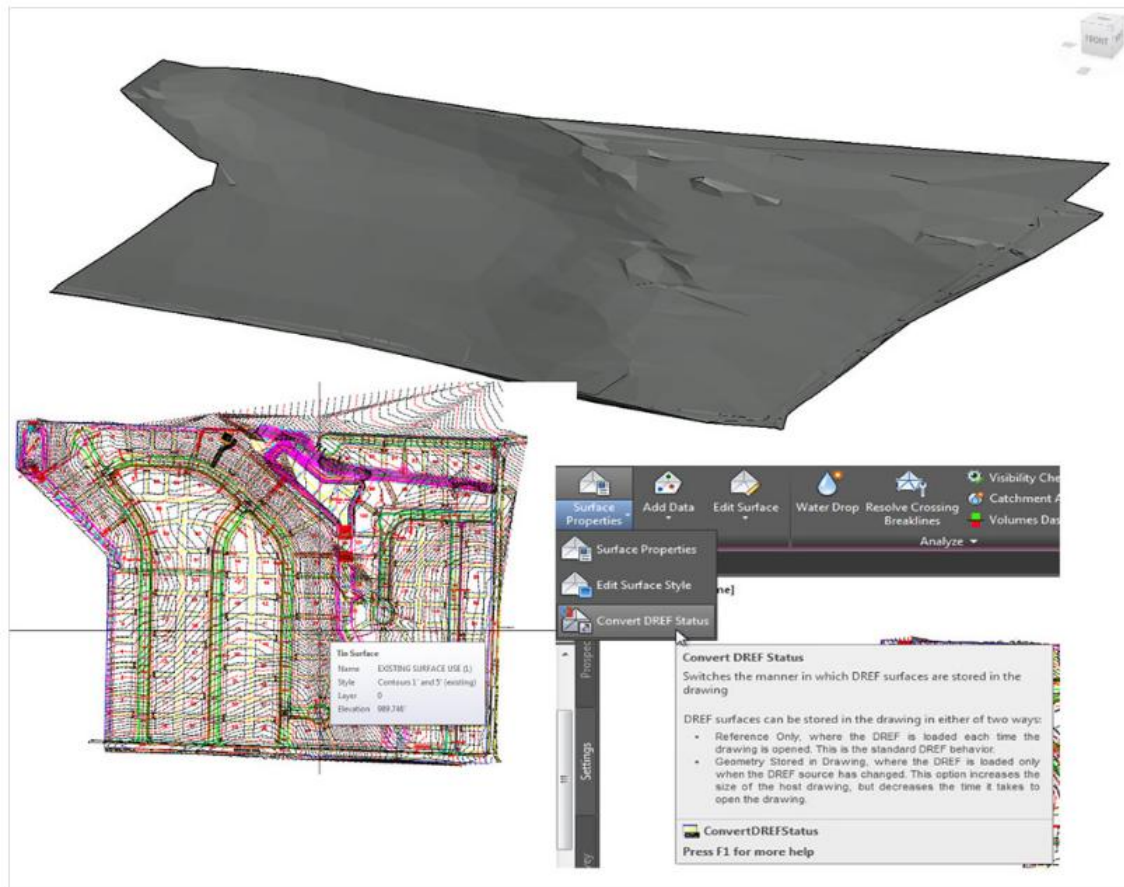 FRONT
Tin Surface
Name EXISTING SURFACE USE (L)
Style Contours 1' and 5' (existing)
Layer 0
Elevation 989.746'
Surface Properties
Add Data
Edit Surface
Water Drop
Resolve Crossing Breaklines
Visibility Che
Catchment A
Volumes Das
Analyze
Surface Properties
Edit Surface Style
Convert DREF Status
ne]
Prospec
Settings
vey
Convert DREF Status
Switches the manner in which DREF surfaces are stored in the
drawing
DREF surfaces can be stored in the drawing in either of two ways:
• Reference Only, where the DREF is loaded each time the
drawing is opened. This is the standard DREF behavior.
• Geometry Stored in Drawing, where the DREF is loaded only
when the DREF source has changed. This option increases the
size of the host drawing, but decreases the time it takes to
open the drawing.
ConvertDREFStatus
Press F1 for more help